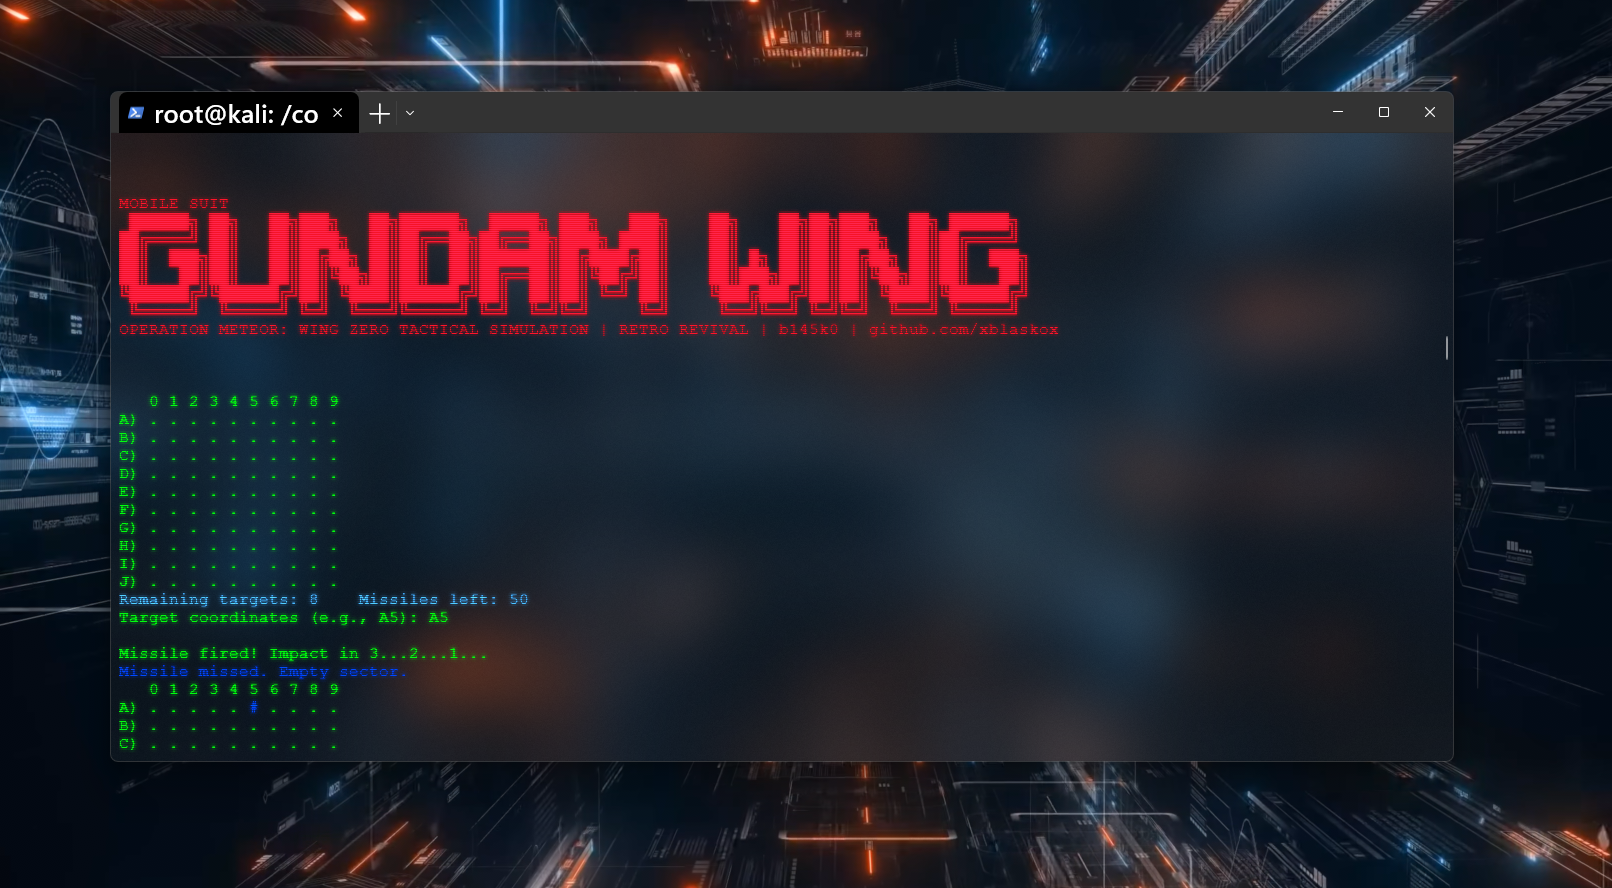 root@kali: /co
MOBILE SUIT
GUNDAM WING
OPERATION METEOR: WING ZERO TACTICAL SIMULATION | RETRO REVIVAL | b145k0 | github.com/xblaskox
0 1 2 3 4 5 6 7 8 9
A) . . . . . . . . . .
B) . . . . . . . . . .
C) . . . . . . . . . .
D) . . . . . . . . . .
E) . . . . . . . . . .
F) . . . . . . . . . .
G) . . . . . . . . . .
H) . . . . . . . . . .
I) . . . . . . . . . .
J) . . . . . . . . . .
Remaining targets: 8    Missiles left: 50
Target coordinates (e.g., A5): A5
Missile fired! Impact in 3...2...1...
Missile missed. Empty sector.
0 1 2 3 4 5 6 7 8 9
A) . . . . . # . . . .
B) . . . . . . . . . .
C) . . . . . . . . . .